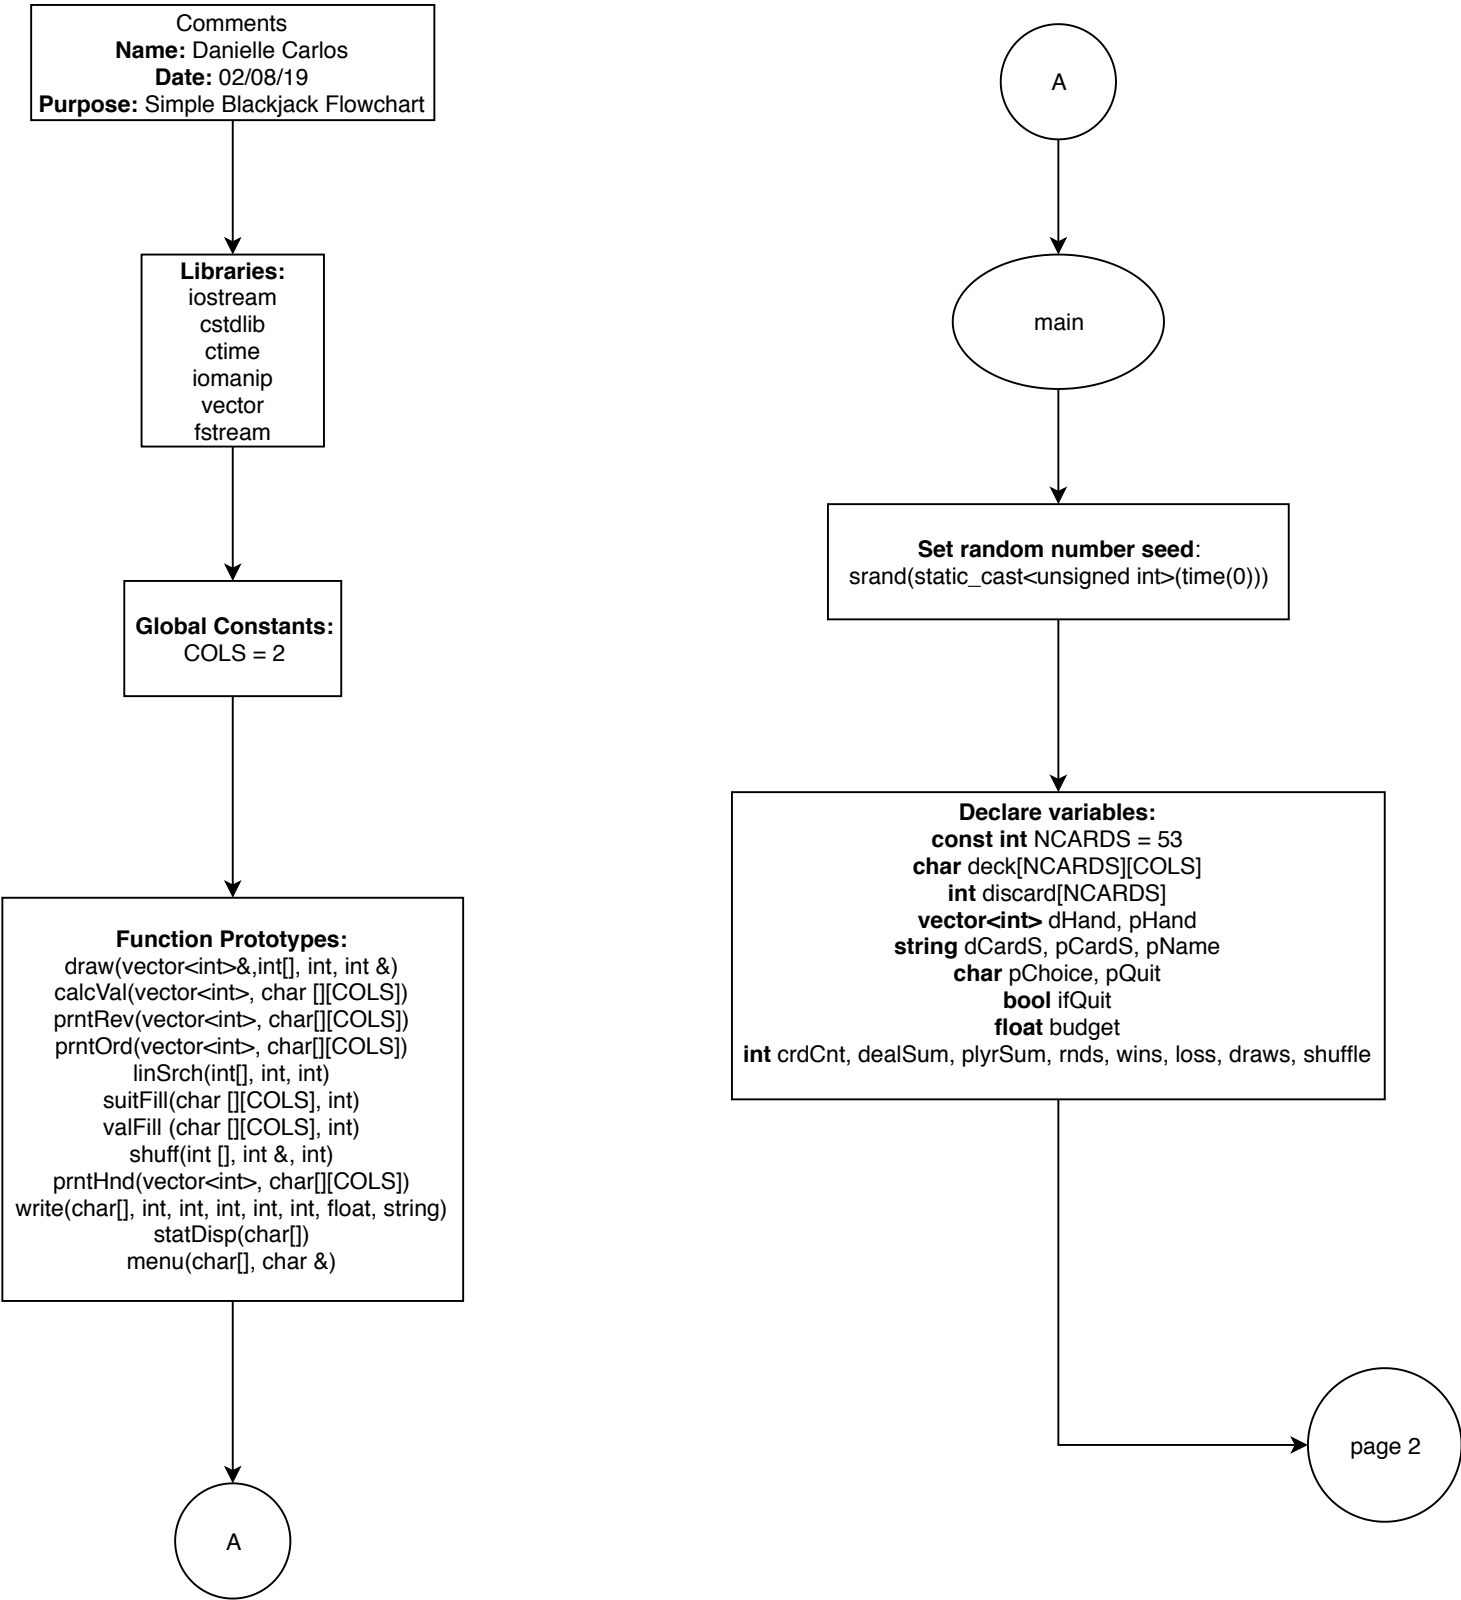 Comments
Name: Danielle Carlos
Date: 02/08/19
Purpose: Simple Blackjack Flowchart
Libraries:
iostream
cstdlib
ctime
iomanip
vector
fstream
Global Constants:
COLS = 2
Function Prototypes:
draw(vector<int>&,int[], int, int &)
calcVal(vector<int>, char [][COLS])
prntRev(vector<int>, char[][COLS])
prntOrd(vector<int>, char[][COLS])
linSrch(int[], int, int)
suitFill(char [][COLS], int)
valFill (char [][COLS], int)
shuff(int [], int &, int)
prntHnd(vector<int>, char[][COLS])
write(char[], int, int, int, int, int, float, string)
statDisp(char[])
menu(char[], char &)
A
A
main
Set random number seed:
srand(static_cast<unsigned int>(time(0)))
Declare variables:
const int NCARDS = 53
char deck[NCARDS][COLS]
int discard[NCARDS]
vector<int> dHand, pHand
string dCardS, pCardS, pName
char pChoice, pQuit
bool ifQuit
float budget
int crdCnt, dealSum, plyrSum, rnds, wins, loss, draws, shuffle
page 2